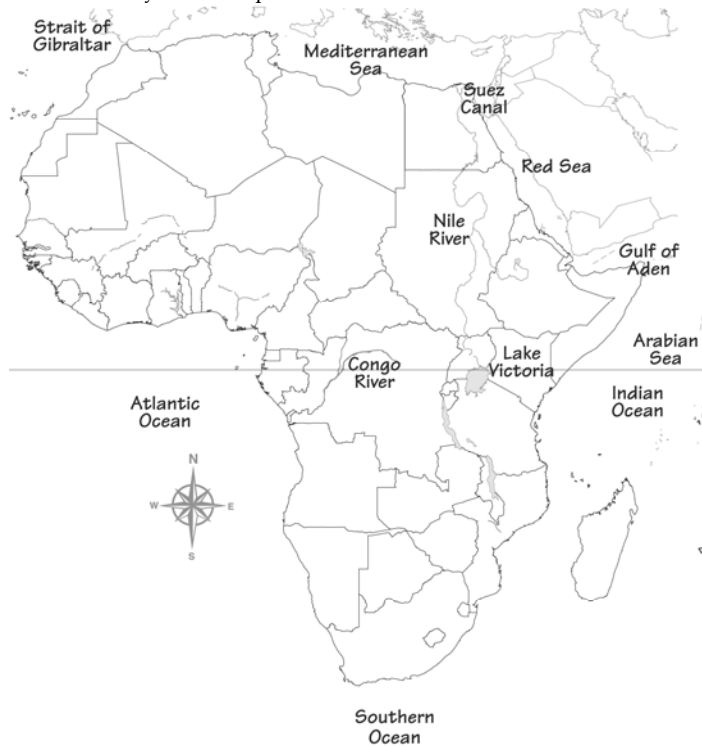 Strait of
Gibraltar
Mediterranean
Sea
Suez
Canal
Red Sea
Nile
River
Gulf of
Aden
Arabian
Sea
Lake
Victoria
Congo
River
Indian
Ocean
Atlantic
Ocean
N
W
E
S
Southern
Ocean